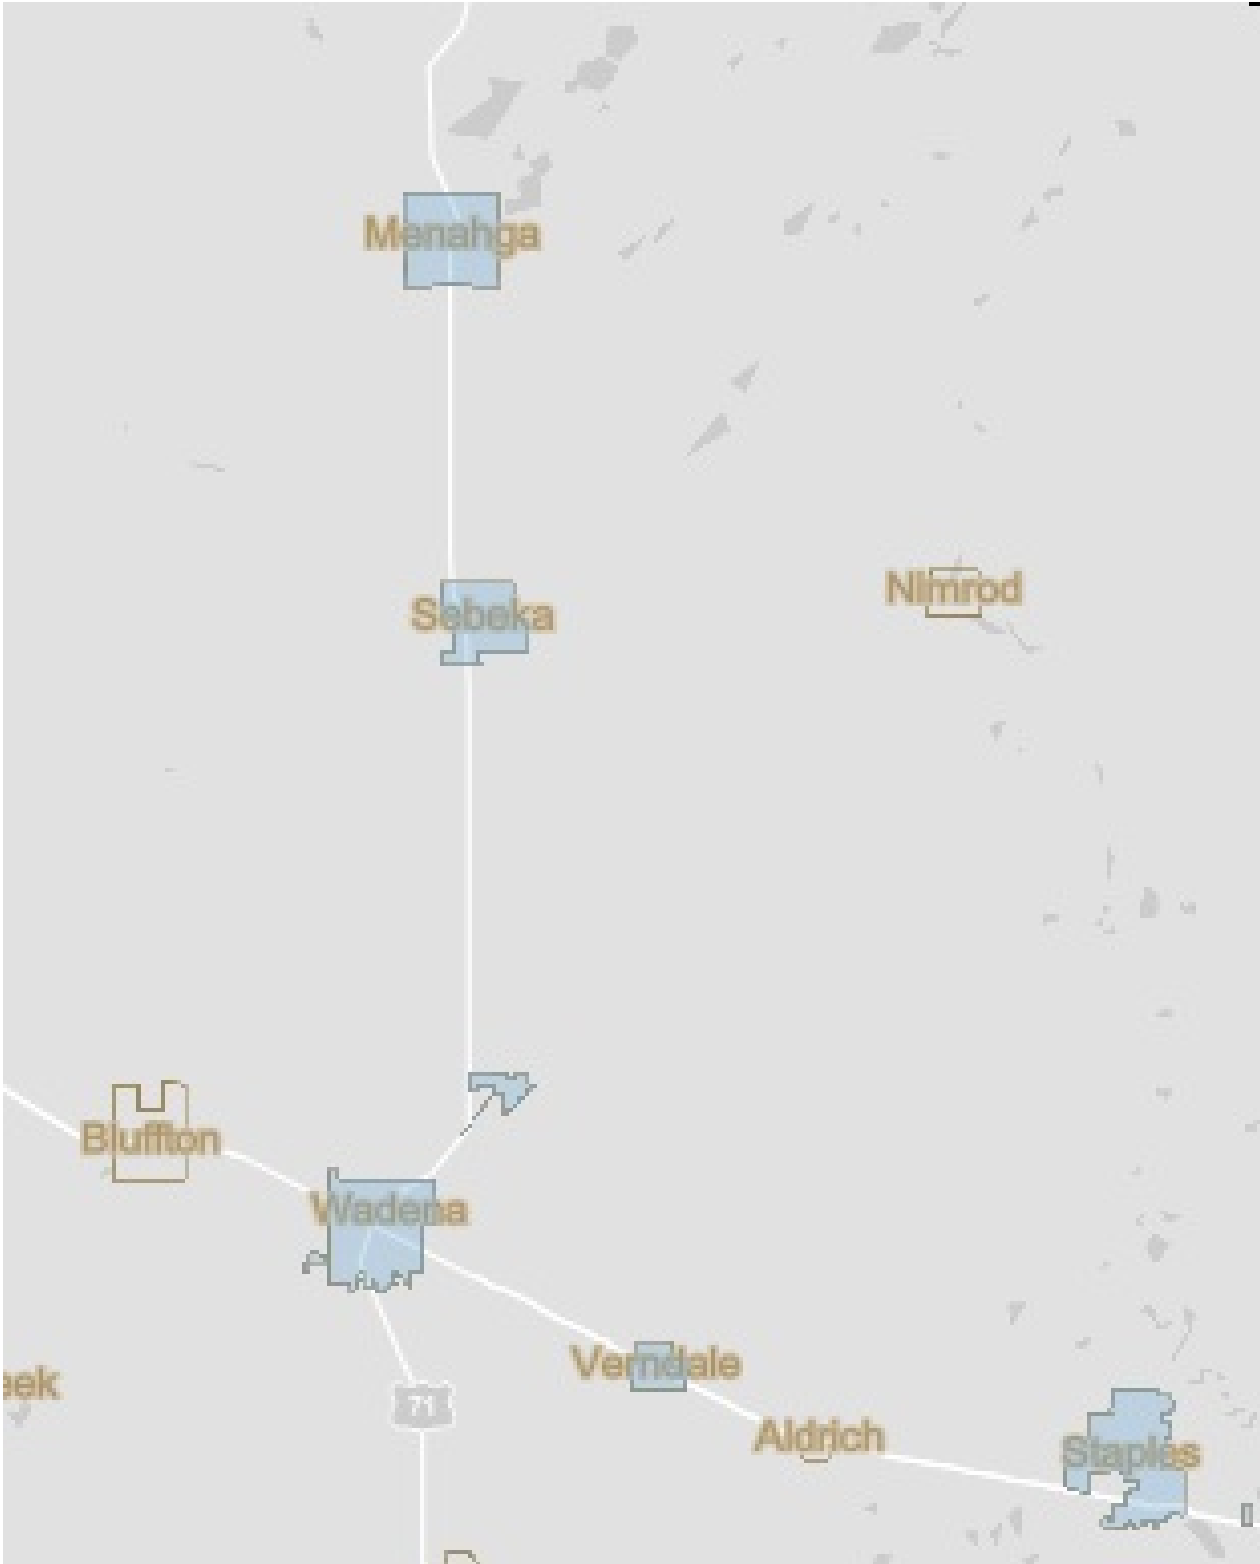 Menahga
Sebeka
Nimrod
Bluffton
Wadena
Verndale
eek
71
Aldrich
Staples